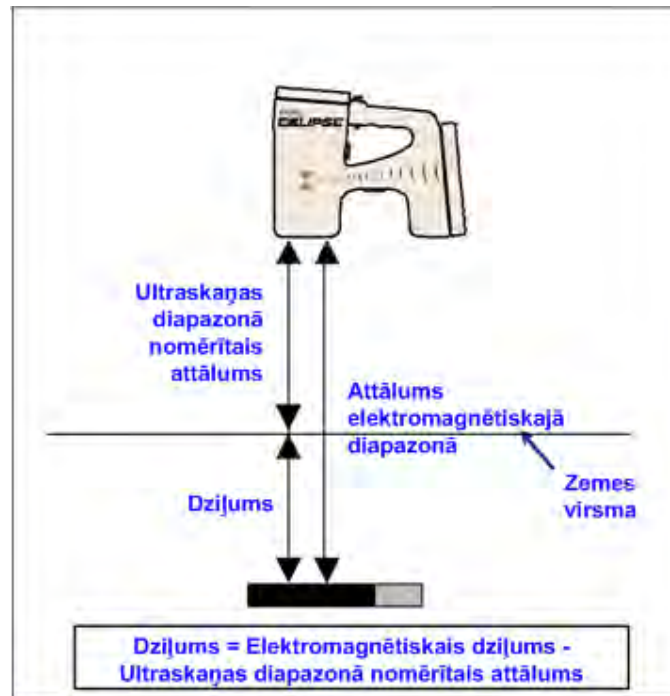 ECLIPSE
Ultraskaņas
diapazonā
nomērītais
attālums
Attālums
elektromagnētiskajā
diapazonā
Dziļums
Zemes
virsma
Dziļums = Elektromagnētiskais dziļums -
Ultraskaņas diapazonā nomērītais attālums